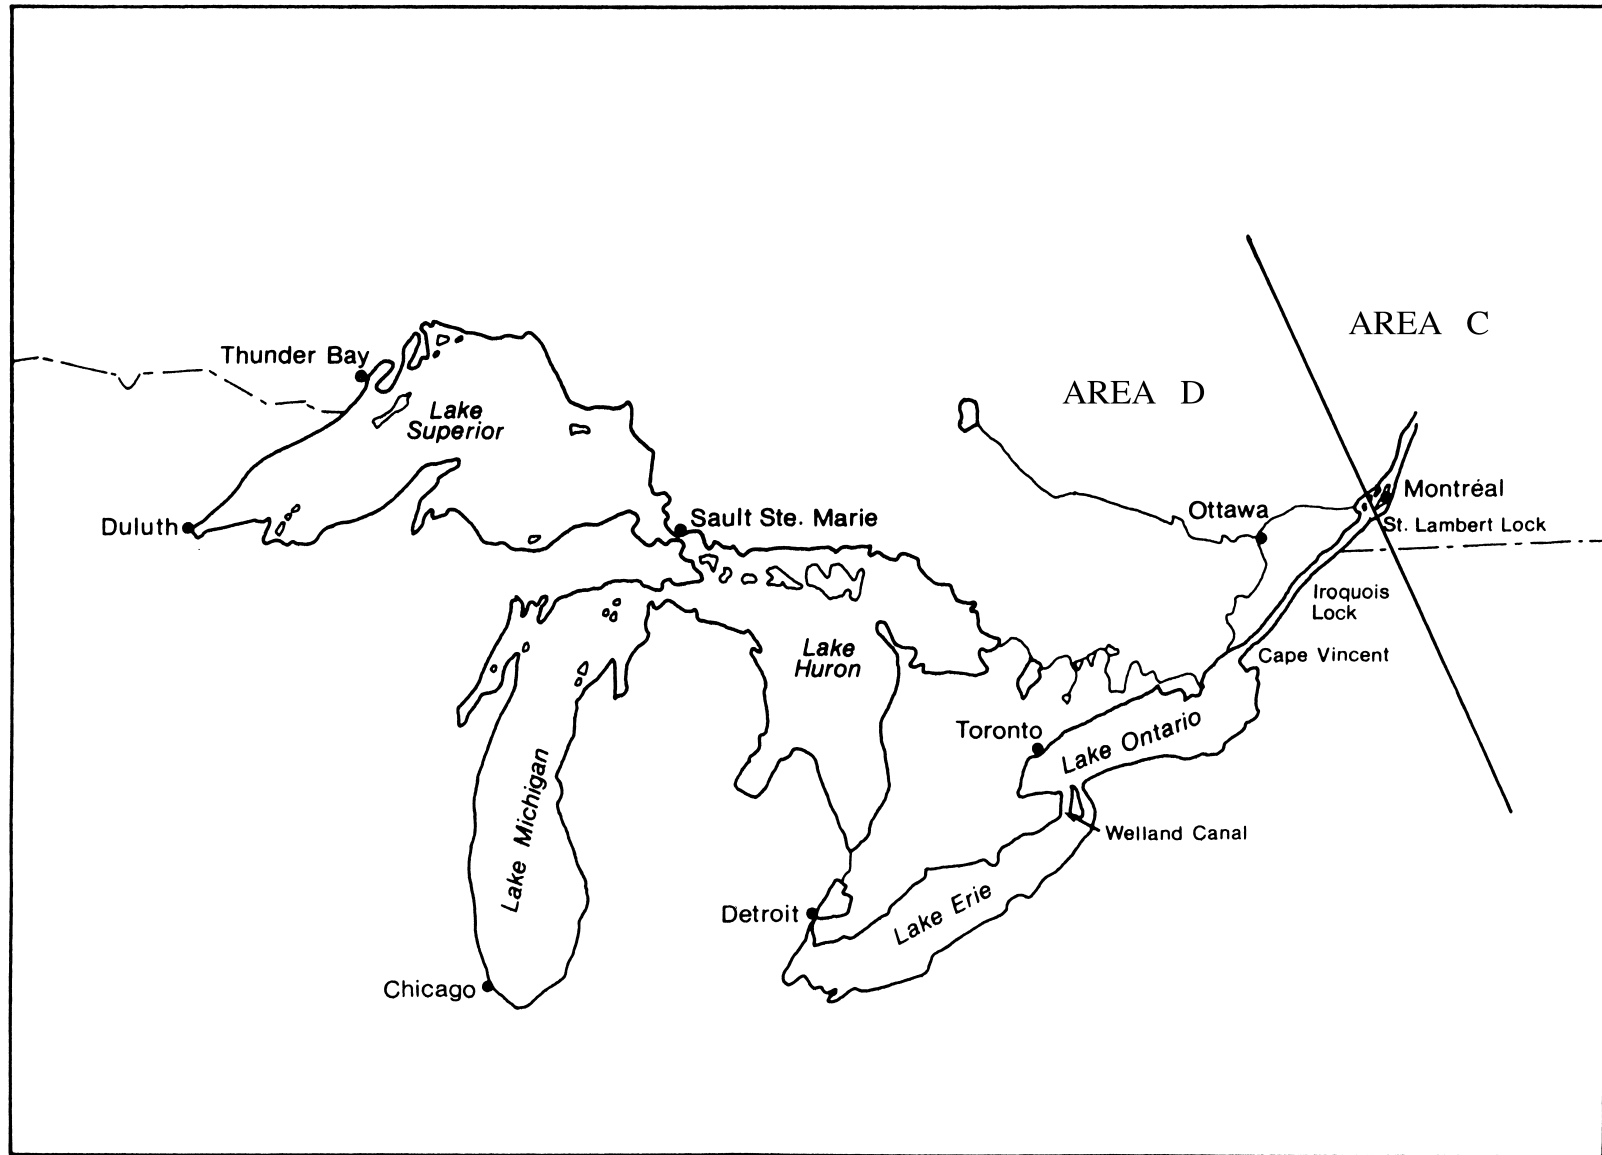 AREA C
Thunder Bay
AREA D
Lake
Superior
Montréal
Ottawa
Sault Ste. Marie
St. Lambert Lock
Duluth
Iroquois
Lock
Lake
Huron
Cape Vincent
Toronto
Lake Ontario
Lake Michigan
Welland Canal
Detroit
Lake Erie
Chicago